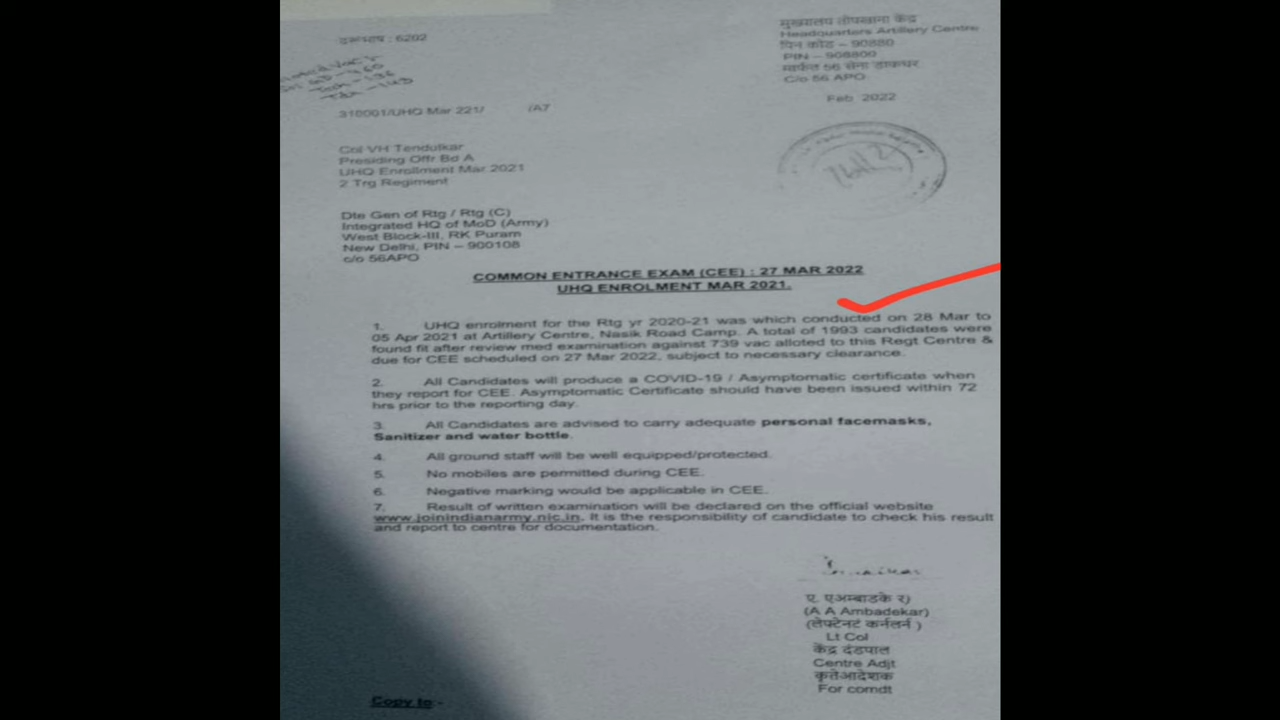 दूरभाष : 6202
मुख्यालय तोपखाना केंद्र
Headquarters Artillery Centre
पिन कोड – 90880
PIN – 908800
मार्फत 56 सेना डाकघर
C/o 56 APO
Feb 2022
310001/UHQ Mar 221/ /A7
Col VH Tendulkar
Presiding Offr Bd A
UHQ Enrollment Mar 2021
2 Trg Regiment
Dte Gen of Rtg / Rtg (C)
Integrated HQ of MoD (Army)
West Block-III, RK Puram
New Delhi, PIN – 900108
c/o 56APO
COMMON ENTRANCE EXAM (CEE) : 27 MAR 2022
UHQ ENROLMENT MAR 2021.
1. UHQ enrolment for the Rtg yr 2020-21 was which conducted on 28 Mar to
05 Apr 2021 at Artillery Centre, Nasik Road Camp. A total of 1993 candidates were
found fit after review med examination against 739 vac alloted to this Regt Centre &
due for CEE scheduled on 27 Mar 2022, subject to necessary clearance.
2. All Candidates will produce a COVID-19 / Asymptomatic certificate when
they report for CEE. Asymptomatic Certificate should have been issued within 72
hrs prior to the reporting day.
3. All Candidates are advised to carry adequate personal facemasks,
Sanitizer and water bottle.
4. All ground staff will be well equipped/protected.
5. No mobiles are permitted during CEE.
6. Negative marking would be applicable in CEE.
7. Result of written examination will be declared on the official website
www.joinindianarmy.nic.in. It is the responsibility of candidate to check his result
and report to centre for documentation.
ए. एअम्बाडके र)
(A A Ambadekar)
(लेफ्टेनटं कर्नलर्न )
Lt Col
केंद्र दंडपाल
Centre Adjt
कृतेआदेशक
For comdt
Copy to :-